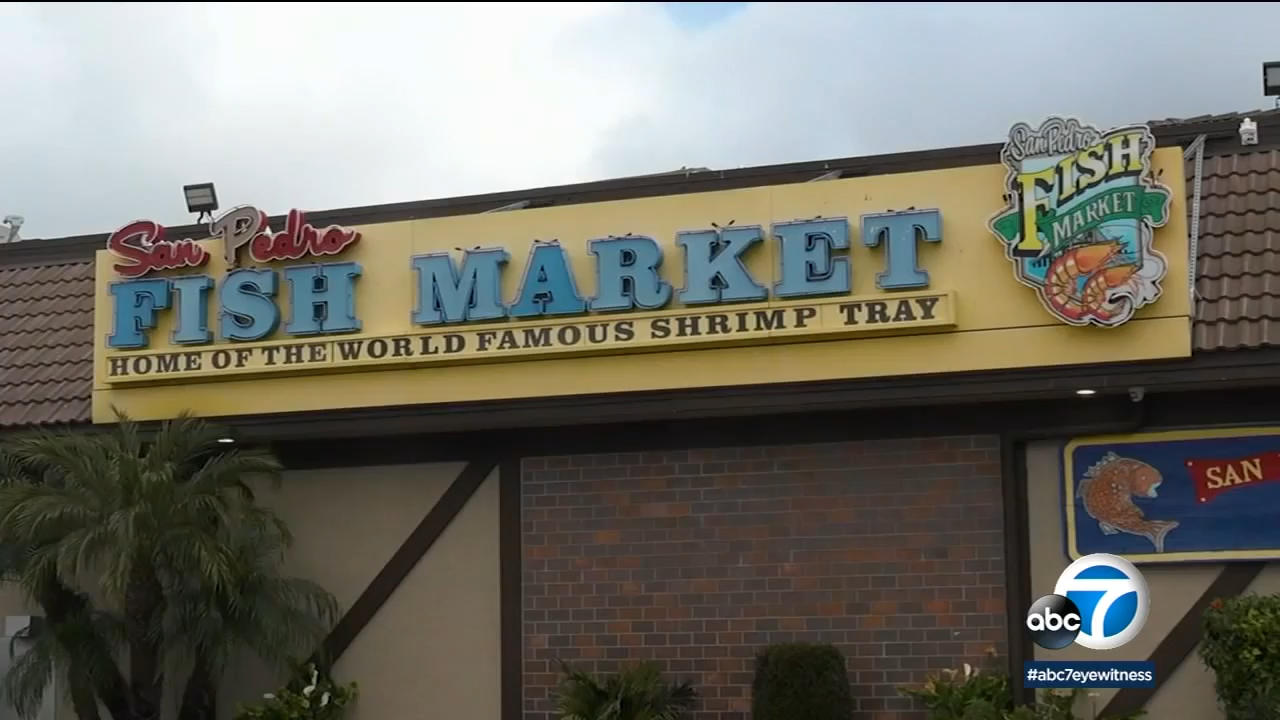 San Pedro
FISH MARKET
HOME OF THE WORLD FAMOUS SHRIMP TRAY
San Pedro
FISH
MARKET
SAN
abc 7
#abc7eyewitness